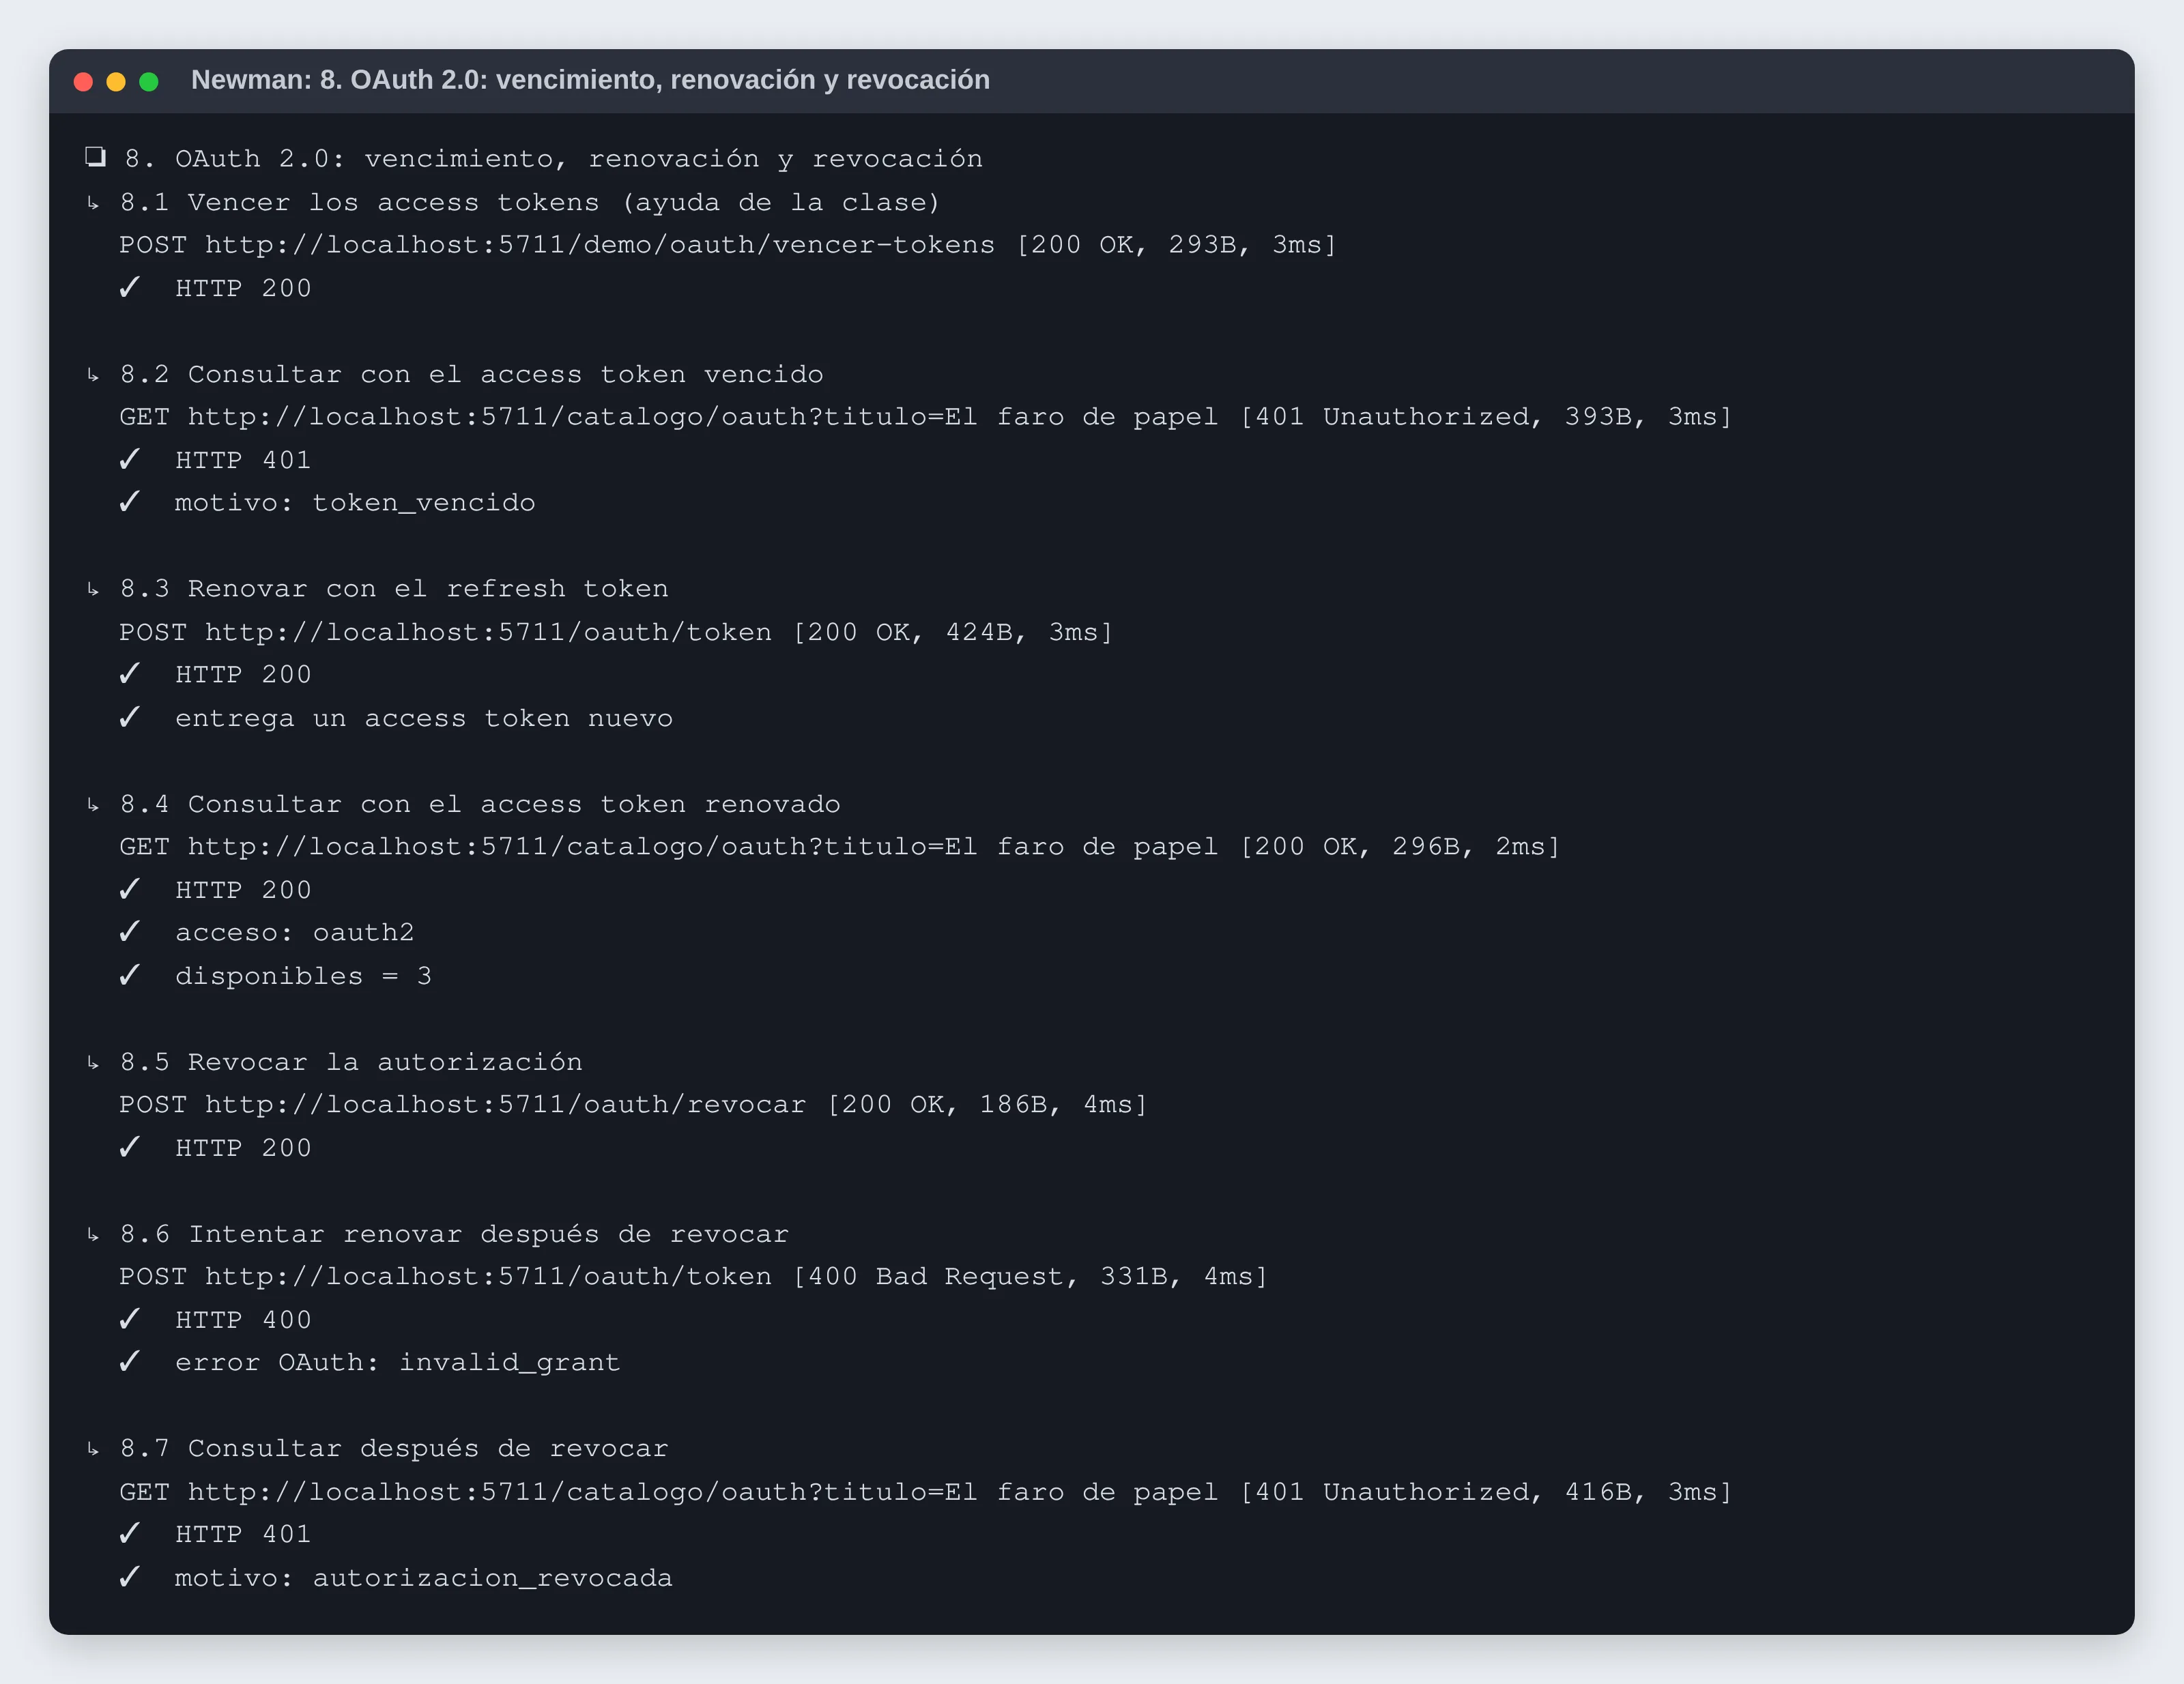 Newman: 8. OAuth 2.0: vencimiento, renovación y revocación
❏ 8. OAuth 2.0: vencimiento, renovación y revocación
↳ 8.1 Vencer los access tokens (ayuda de la clase)
POST http://localhost:5711/demo/oauth/vencer-tokens [200 OK, 293B, 3ms]
✓ HTTP 200
↳ 8.2 Consultar con el access token vencido
GET http://localhost:5711/catalogo/oauth?titulo=El faro de papel [401 Unauthorized, 393B, 3ms]
✓ HTTP 401
✓ motivo: token_vencido
↳ 8.3 Renovar con el refresh token
POST http://localhost:5711/oauth/token [200 OK, 424B, 3ms]
✓ HTTP 200
✓ entrega un access token nuevo
↳ 8.4 Consultar con el access token renovado
GET http://localhost:5711/catalogo/oauth?titulo=El faro de papel [200 OK, 296B, 2ms]
✓ HTTP 200
✓ acceso: oauth2
✓ disponibles = 3
↳ 8.5 Revocar la autorización
POST http://localhost:5711/oauth/revocar [200 OK, 186B, 4ms]
✓ HTTP 200
↳ 8.6 Intentar renovar después de revocar
POST http://localhost:5711/oauth/token [400 Bad Request, 331B, 4ms]
✓ HTTP 400
✓ error OAuth: invalid_grant
↳ 8.7 Consultar después de revocar
GET http://localhost:5711/catalogo/oauth?titulo=El faro de papel [401 Unauthorized, 416B, 3ms]
✓ HTTP 401
✓ motivo: autorizacion_revocada